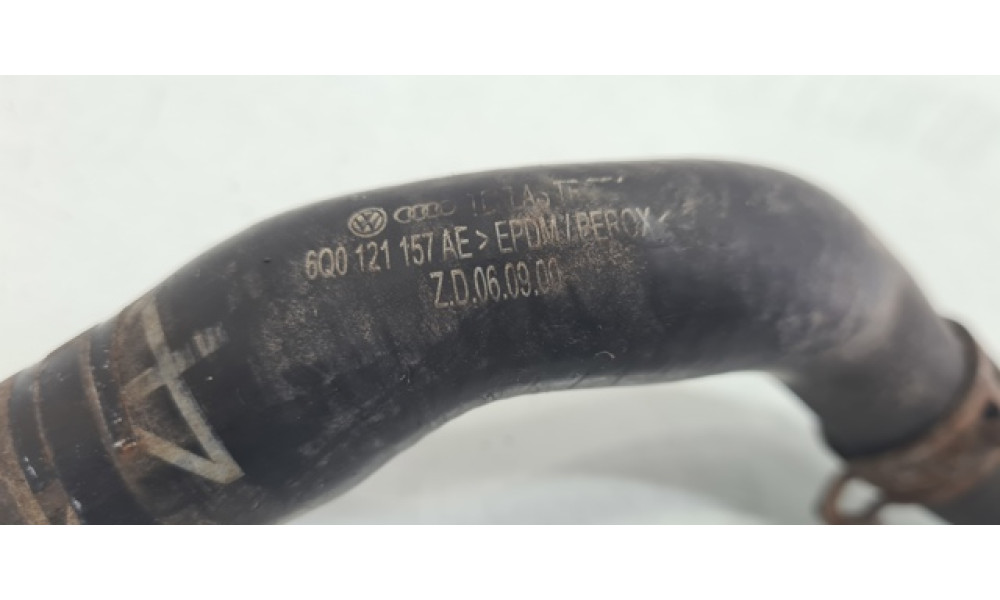 6Q0 121 157 AE > EPDM / PEROX <
Z.D.06.09.00